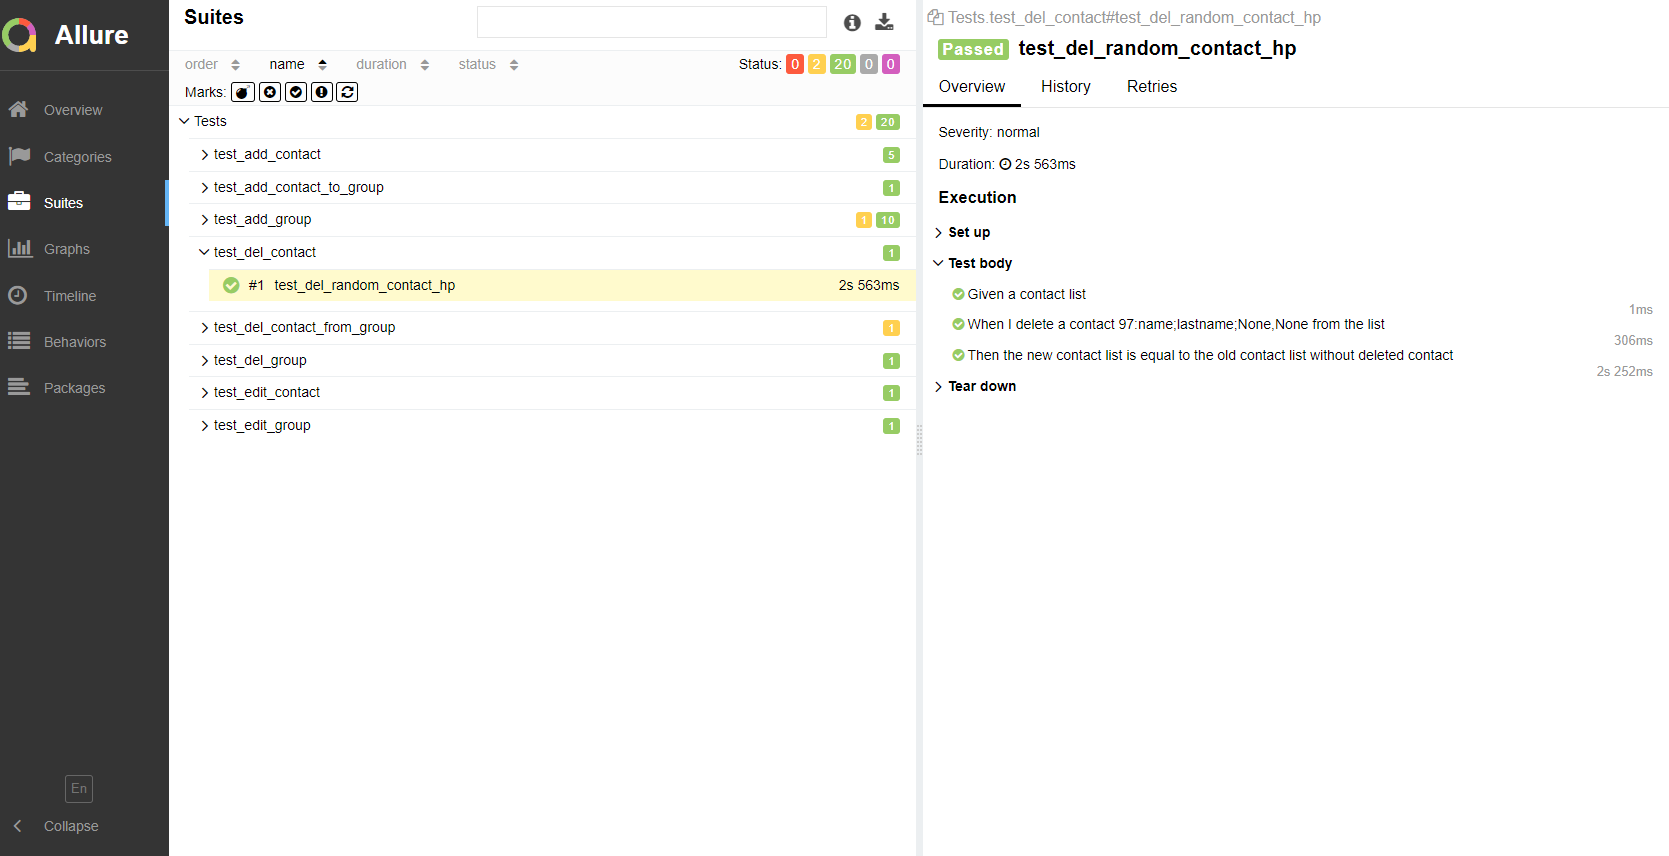 Allure
Overview
Categories
Suites
Graphs
Timeline
Behaviors
Packages
En
Collapse
Suites
order name duration status Status: 0 2 20 0 0
Marks:
Tests 2 20
test_add_contact 5
test_add_contact_to_group 1
test_add_group 1 10
test_del_contact 1
#1 test_del_random_contact_hp 2s 563ms
test_del_contact_from_group 1
test_del_group 1
test_edit_contact 1
test_edit_group 1
Tests.test_del_contact#test_del_random_contact_hp
Passed test_del_random_contact_hp
Overview History Retries
Severity: normal
Duration: 2s 563ms
Execution
Set up
Test body
Given a contact list
1ms
When I delete a contact 97:name;lastname;None,None from the list
306ms
Then the new contact list is equal to the old contact list without deleted contact
2s 252ms
Tear down